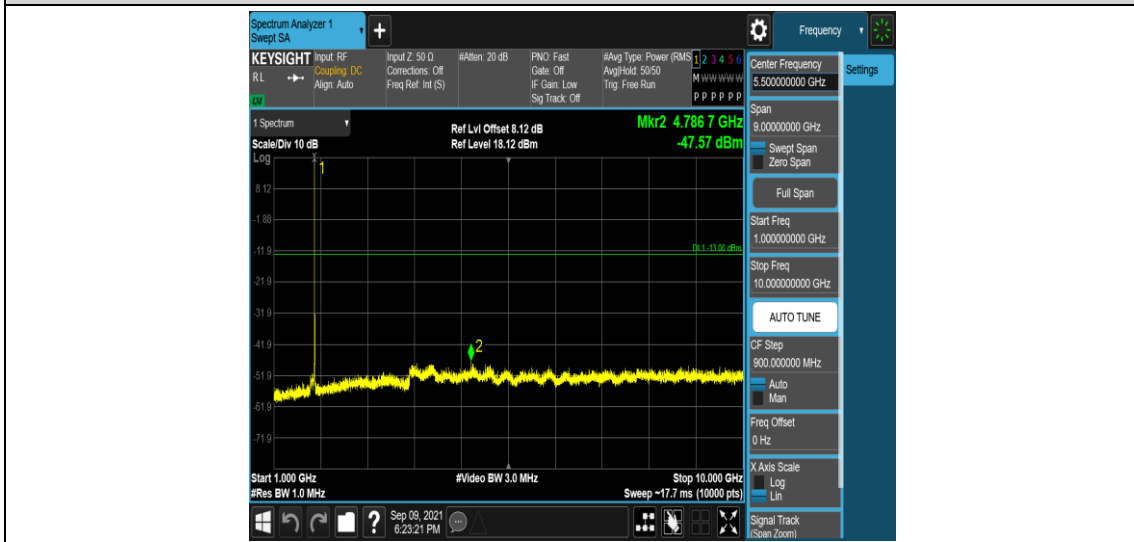 Spectrum Analyzer 1
Swept SA
+
Frequency
KEYSIGHT
RL
Input: RF
Coupling: DC
Align: Auto
Input Z: 50 Ω
Corrections: Off
Freq Ref: Int (S)
#Atten: 20 dB
PNO: Fast
Gate: Off
IF Gain: Low
Sig Track: Off
#Avg Type: Power (RMS
Avg|Hold: 50/50
Trig: Free Run
1 2 3 4 5 6
M W W W W W
P P P P P P
Center Frequency
5.500000000 GHz
Settings
Span
9.00000000 GHz
Swept Span
Zero Span
Full Span
Start Freq
1.000000000 GHz
Stop Freq
10.000000000 GHz
AUTO TUNE
CF Step
900.000000 MHz
Auto
Man
Freq Offset
0 Hz
X Axis Scale
Log
Lin
Signal Track
(Span Zoom)
1 Spectrum
Scale/Div 10 dB
Log
Ref Lvl Offset 8.12 dB
Ref Level 18.12 dBm
Mkr2 4.786 7 GHz
-47.57 dBm
1
8.12
-1.88
-11.9
DL1 -13.00 dBm
-21.9
-31.9
-41.9
2
-51.9
-61.9
-71.9
Start 1.000 GHz
#Res BW 1.0 MHz
#Video BW 3.0 MHz
Stop 10.000 GHz
Sweep ~17.7 ms (10000 pts)
?
Sep 09, 2021
6:23:21 PM